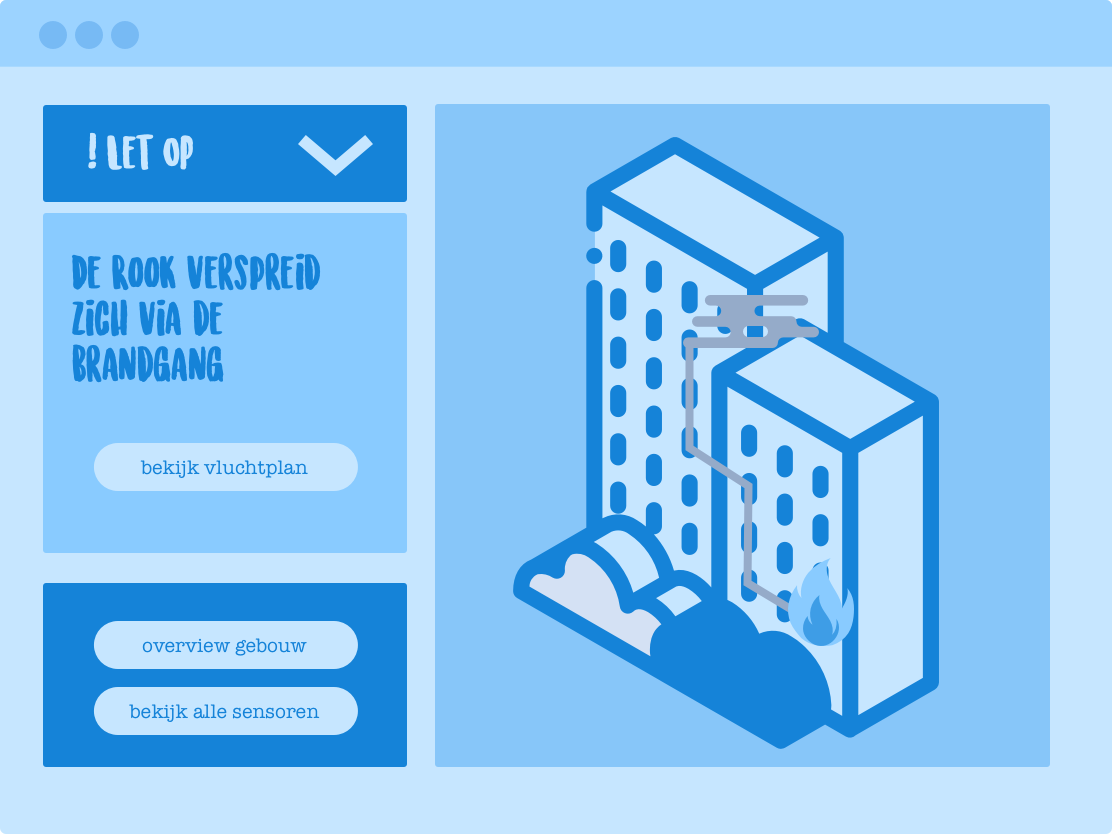 ! LET OP
DE ROOK VERSPREID
ZiCH ViA DE
BRANDGANG
bekijk vluchtplan
overview gebouw
bekijk alle sensoren